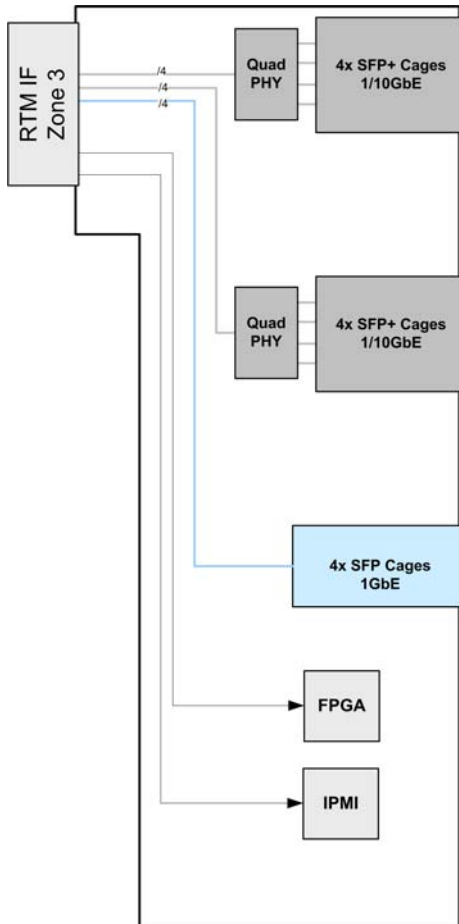 RTM IF
Zone 3
/4
/4
/4
Quad
PHY
4x SFP+ Cages
1/10GbE
Quad
PHY
4x SFP+ Cages
1/10GbE
4x SFP Cages
1GbE
FPGA
IPMI